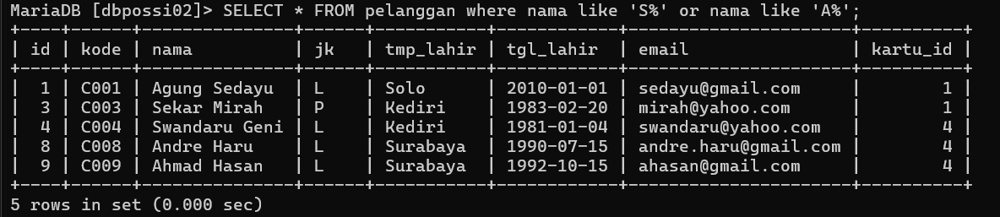 MariaDB [dbpossi02]> SELECT * FROM pelanggan where nama like 'S%' or nama like 'A%';
+----+------+---------------+------+-----------+------------+----------------------+----------+
| id | kode | nama          | jk   | tmp_lahir | tgl_lahir  | email                | kartu_id |
+----+------+---------------+------+-----------+------------+----------------------+----------+
|  1 | C001 | Agung Sedayu  | L    | Solo      | 2010-01-01 | sedayu@gmail.com     |        1 |
|  3 | C003 | Sekar Mirah   | P    | Kediri    | 1983-02-20 | mirah@yahoo.com      |        1 |
|  4 | C004 | Swandaru Geni | L    | Kediri    | 1981-01-04 | swandaru@yahoo.com   |        4 |
|  8 | C008 | Andre Haru    | L    | Surabaya  | 1990-07-15 | andre.haru@gmail.com |        4 |
|  9 | C009 | Ahmad Hasan   | L    | Surabaya  | 1992-10-15 | ahasan@gmail.com     |        4 |
+----+------+---------------+------+-----------+------------+----------------------+----------+
5 rows in set (0.000 sec)